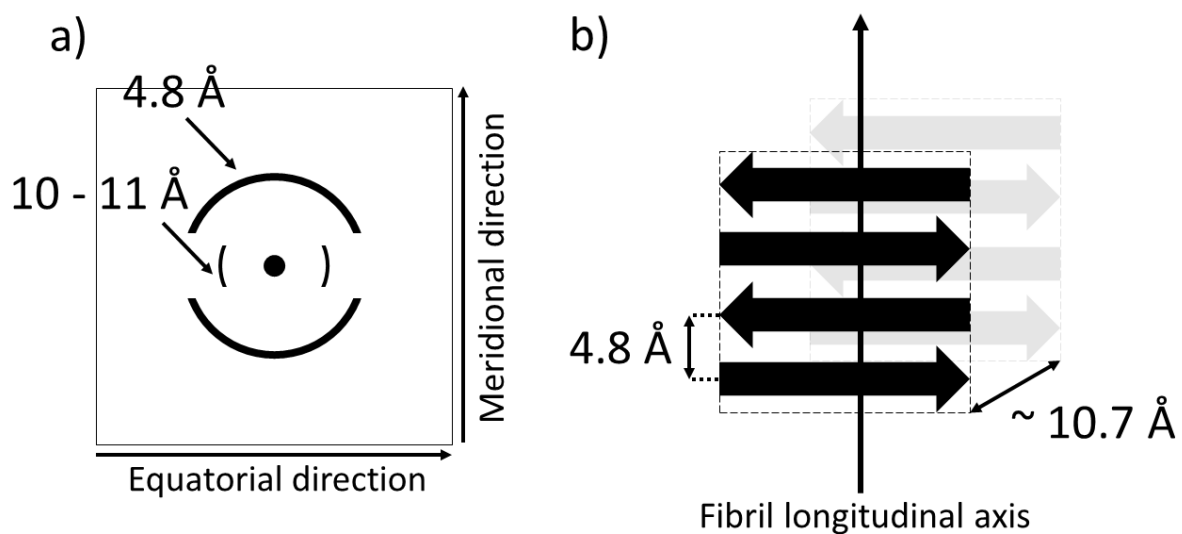 a)
4.8 Å
10 - 11 Å
Meridional direction
Equatorial direction
b)
4.8 Å
~ 10.7 Å
Fibril longitudinal axis